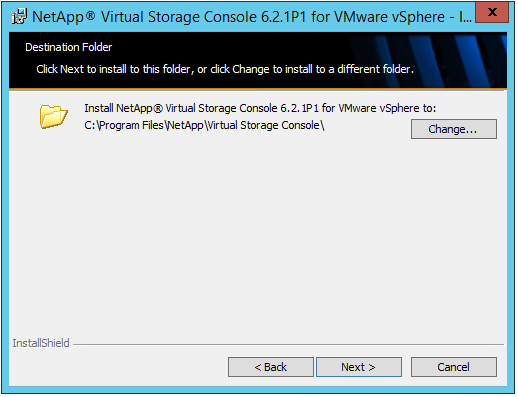 NetApp® Virtual Storage Console 6.2.1P1 for VMware vSphere - I...
x
Destination Folder
Click Next to install to this folder, or click Change to install to a different folder.
Install NetApp® Virtual Storage Console 6.2.1P1 for VMware vSphere to:
C:\Program Files\NetApp\Virtual Storage Console\
Change...
InstallShield
< Back
Next >
Cancel